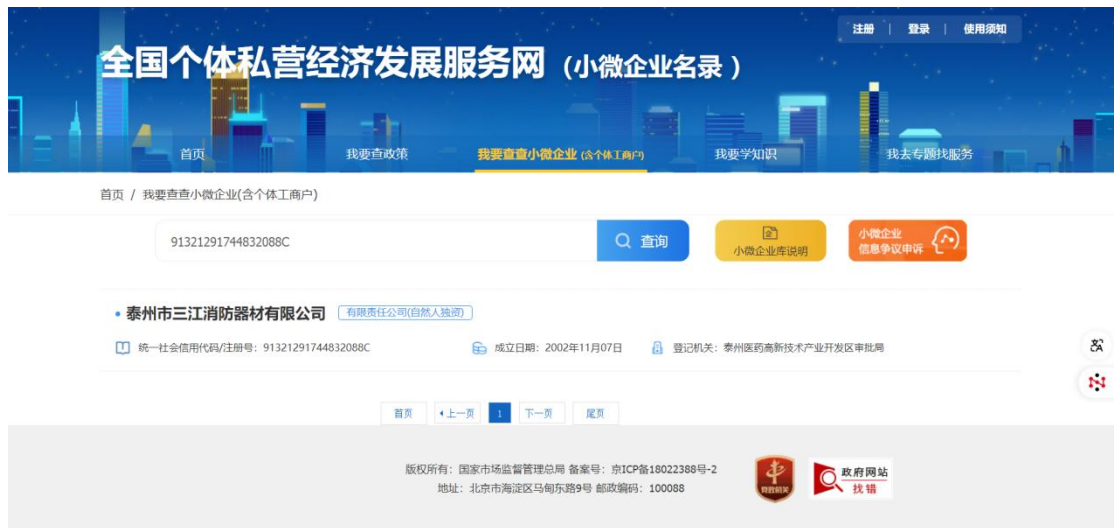 注册 | 登录 | 使用须知
全国个体私营经济发展服务网 (小微企业名录)
首页 我要查政策 我要查查小微企业 (含个体工商户) 我要学知识 我去专题找服务
首页 / 我要查查小微企业(含个体工商户)
91321291744832088C 查询 小微企业库说明 小微企业
信息争议申诉
泰州市三江消防器材有限公司 有限责任公司(自然人独资)
统一社会信用代码/注册号：91321291744832088C 成立日期：2002年11月07日 登记机关：泰州医药高新技术产业开发区审批局
首页 上一页 1 下一页 尾页
版权所有：国家市场监督管理总局 备案号：京ICP备18022388号-2
地址：北京市海淀区马甸东路9号 邮政编码：100088
党政机关
政府网站
找错